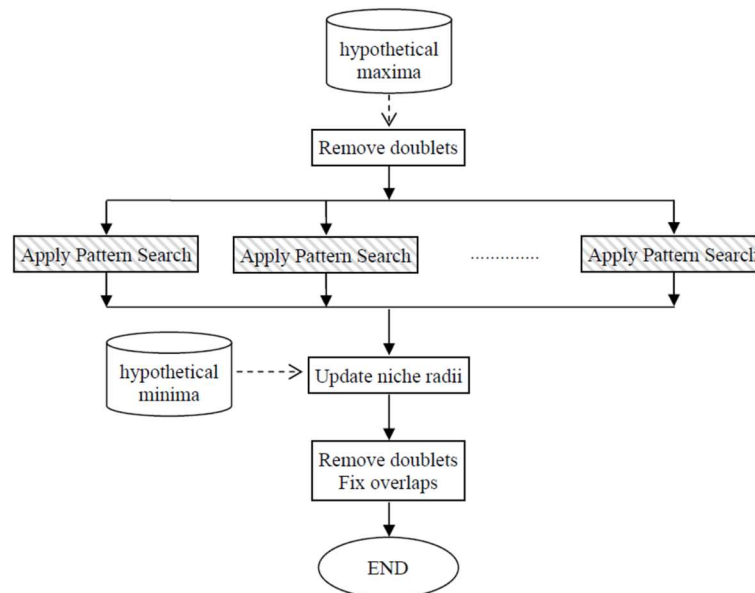 hypothetical
maxima
Remove doublets
Apply Pattern Search
Apply Pattern Search
..............
Apply Pattern Search
hypothetical
minima
Update niche radii
Remove doublets
Fix overlaps
END